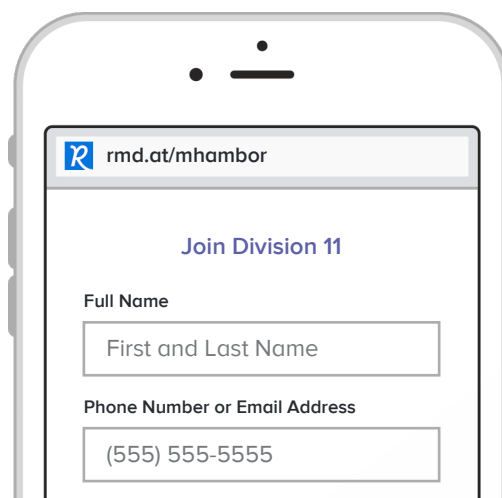 rmd.at/mhambor
Join Division 11
Full Name
First and Last Name
Phone Number or Email Address
(555) 555-5555